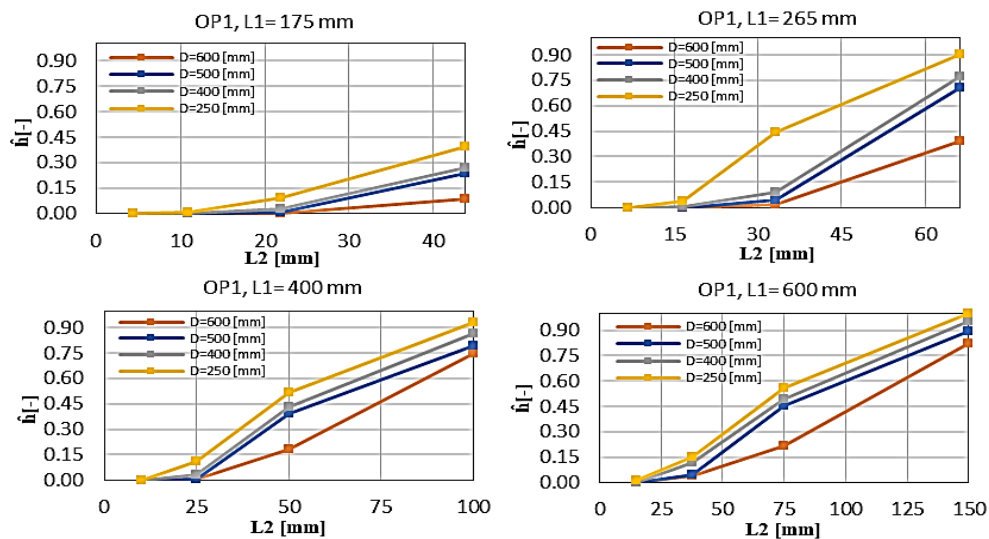 OP1, L1= 175 mm
0.90
0.75
0.60
0.45
0.30
0.15
0.00
ĥ[-]
D=600 [mm]
D=500 [mm]
D=400 [mm]
D=250 [mm]
0 10 20 30 40
L2 [mm]
OP1, L1= 265 mm
0.90
0.75
0.60
0.45
0.30
0.15
0.00
ĥ[-]
D=600 [mm]
D=500 [mm]
D=400 [mm]
D=250 [mm]
0 15 30 45 60
L2 [mm]
OP1, L1= 400 mm
0.90
0.75
0.60
0.45
0.30
0.15
0.00
ĥ[-]
D=600 [mm]
D=500 [mm]
D=400 [mm]
D=250 [mm]
0 25 50 75 100
L2 [mm]
OP1, L1= 600 mm
0.90
0.75
0.60
0.45
0.30
0.15
0.00
ĥ[-]
D=600 [mm]
D=500 [mm]
D=400 [mm]
D=250 [mm]
0 25 50 75 100 125 150
L2 [mm]